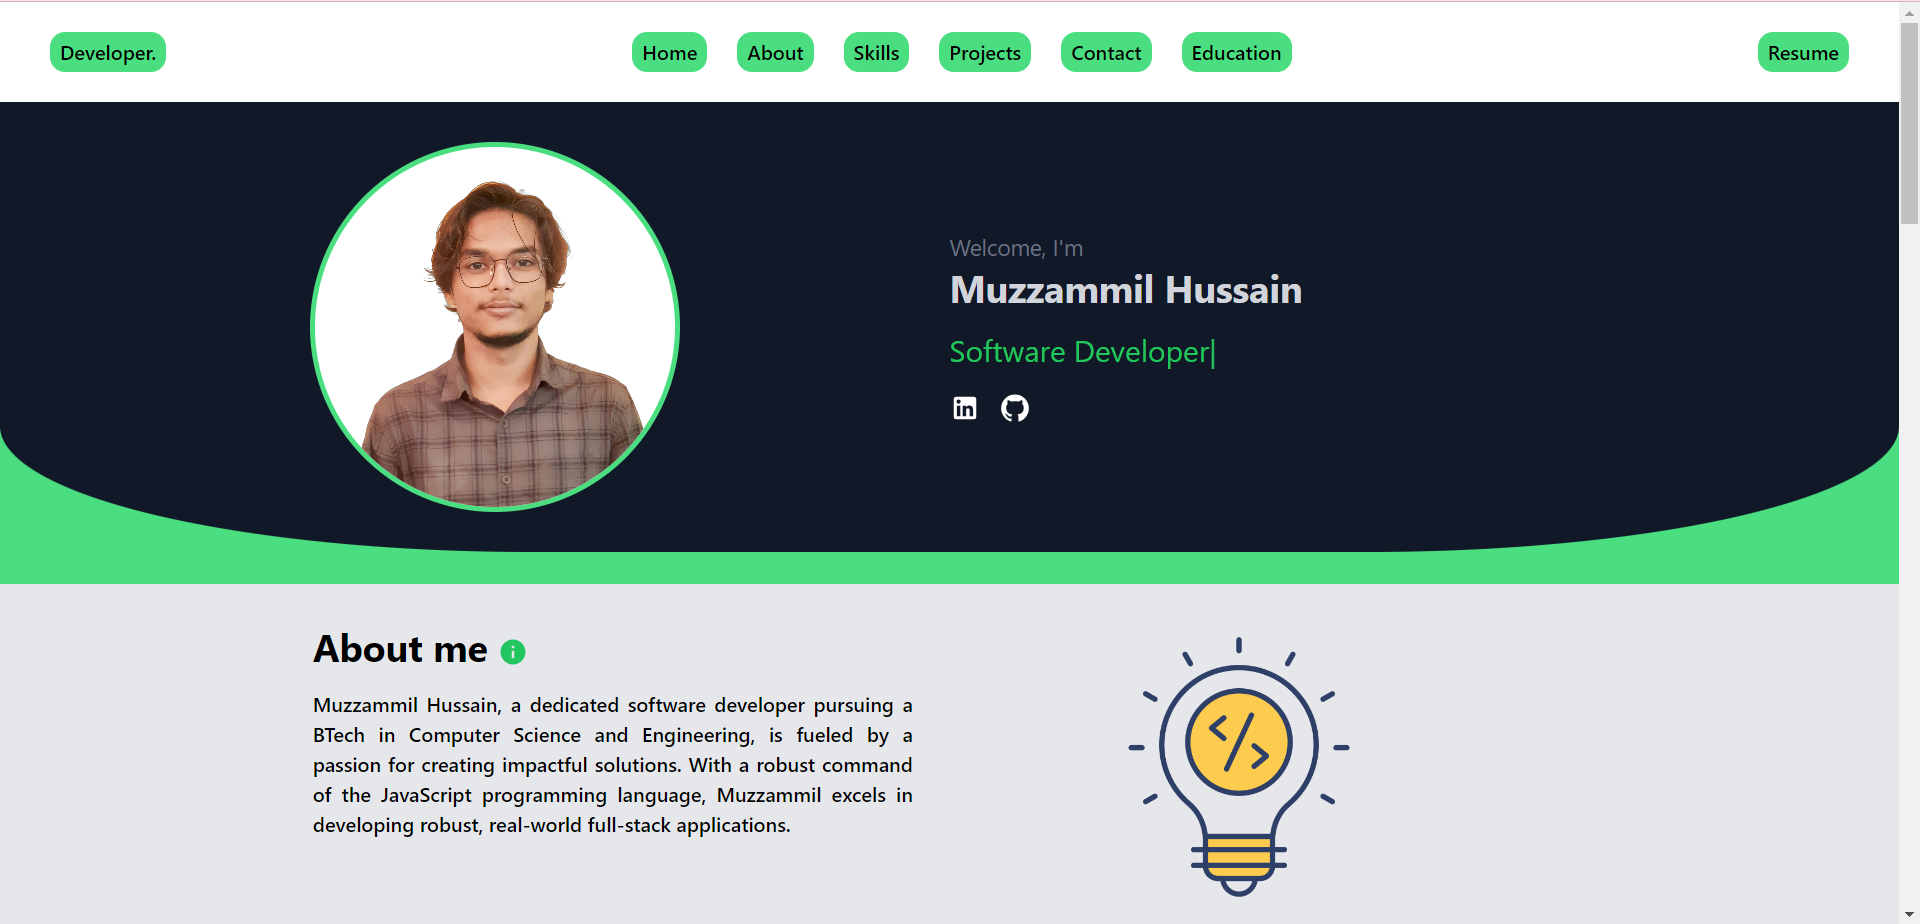 Developer.
Home
About
Skills
Projects
Contact
Education
Resume
Welcome, I'm
Muzzammil Hussain
Software Developer|
in
About me
i
Muzzammil Hussain, a dedicated software developer pursuing a
BTech in Computer Science and Engineering, is fueled by a
passion for creating impactful solutions. With a robust command
of the JavaScript programming language, Muzzammil excels in
developing robust, real-world full-stack applications.